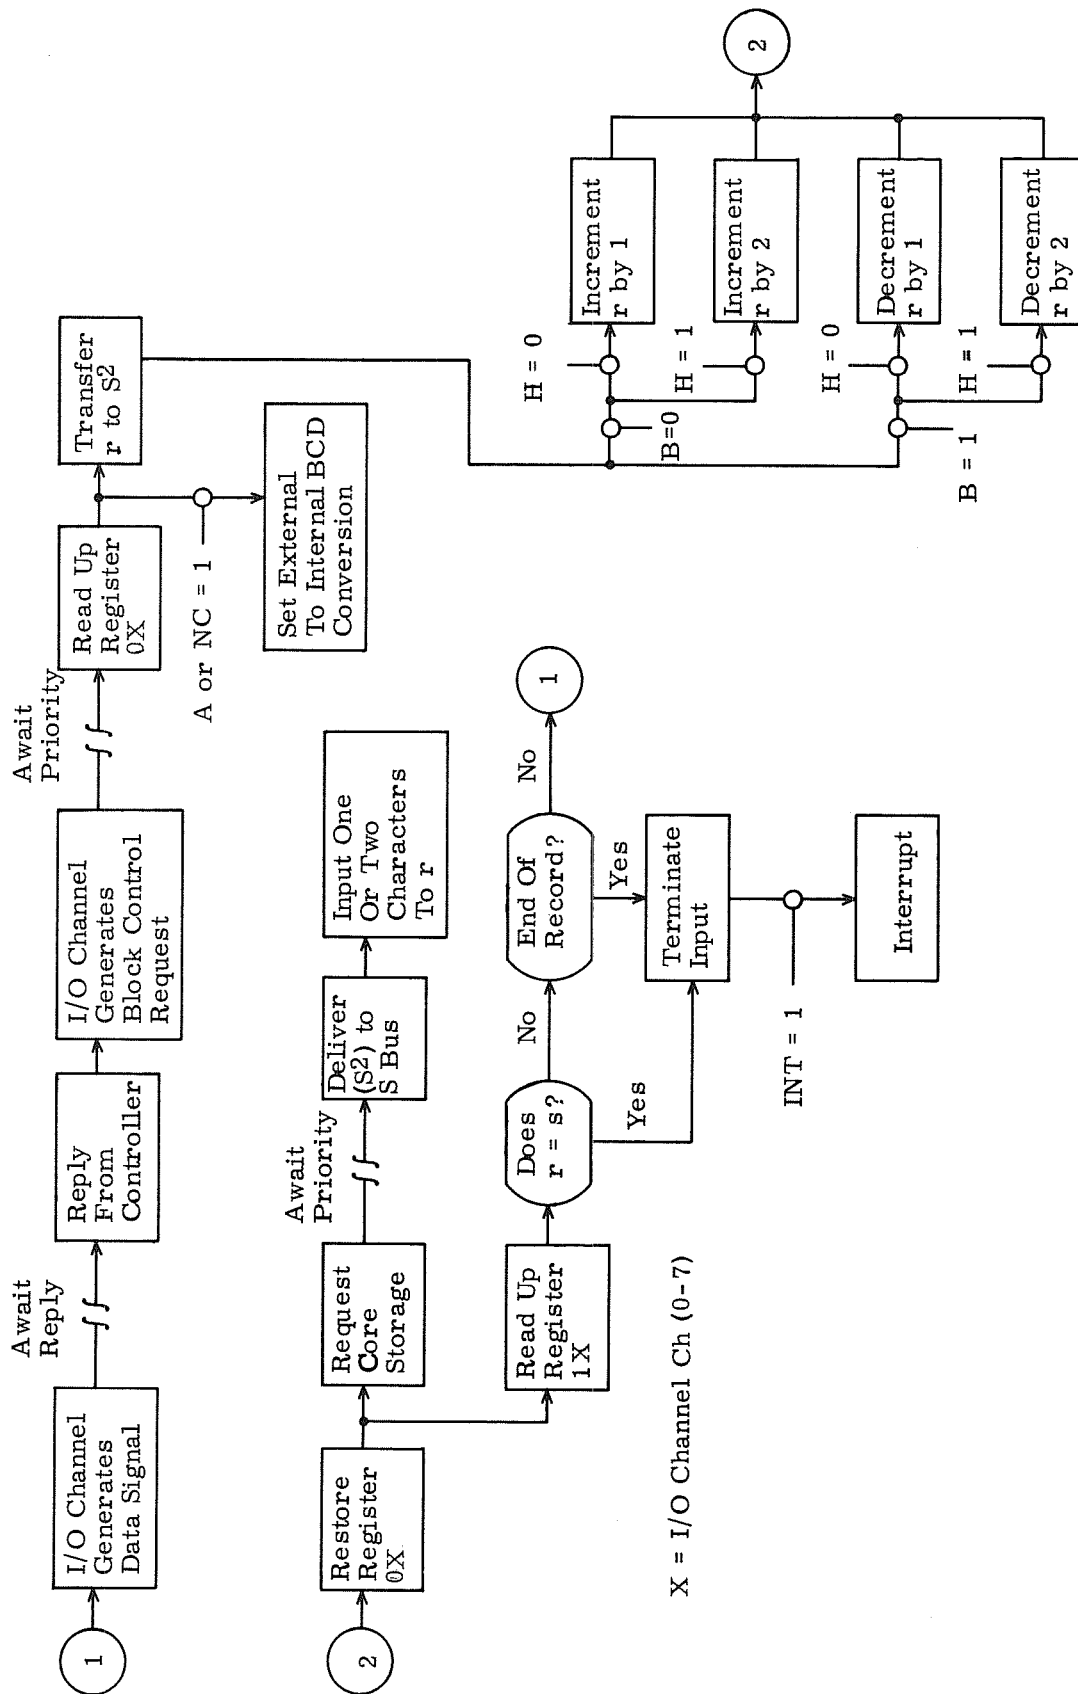 1
I/O Channel
Generates
Data Signal
Await
Reply
Reply
From
Controller
I/O Channel
Generates
Block Control
Request
Await
Priority
Read Up
Register
0X
A or NC = 1
Set External
To Internal BCD
Conversion
Transfer
r to S²
B=0
B = 1
H = 0
H = 1
H = 0
H = 1
Increment
r by 1
Increment
r by 2
Decrement
r by 1
Decrement
r by 2
2
2
Restore
Register
0X
Request
Core
Storage
Await
Priority
Deliver
(S²) to
S Bus
Input One
Or Two
Characters
To r
Read Up
Register
1X
Does
r = s?
No
Yes
End Of
Record?
No
1
Yes
Terminate
Input
INT = 1
Interrupt
X = I/O Channel Ch (0-7)